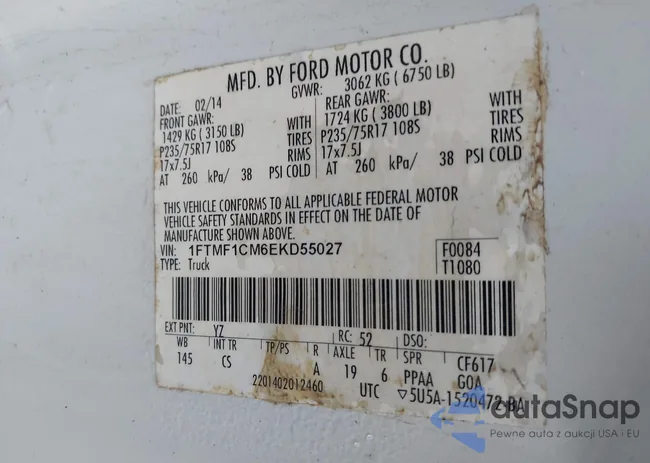 MFD. BY FORD MOTOR CO.
DATE: 02/14 GVWR: 3062 KG ( 6750 LB)
FRONT GAWR: REAR GAWR:
1429 KG ( 3150 LB) WITH 1724 KG ( 3800 LB) WITH
P235/75R17 108S TIRES P235/75R17 108S TIRES
17x7.5J RIMS 17x7.5J RIMS
AT 260 kPa/ 38 PSI COLD AT 260 kPa/ 38 PSI COLD
THIS VEHICLE CONFORMS TO ALL APPLICABLE FEDERAL MOTOR
VEHICLE SAFETY STANDARDS IN EFFECT ON THE DATE OF
MANUFACTURE SHOWN ABOVE.
VIN: 1FTMF1CM6EKD55027 F0084
TYPE: Truck T1080
EXT PNT: YZ RC: 52 DSO:
WB INT TR TP/PS R AXLE TR SPR CF617
145 CS A 19 6 PPAA G0A
2201402012460 UTC ▽5U5A-1520472-BA
autaSnap
Pewne auta z aukcji USA i EU